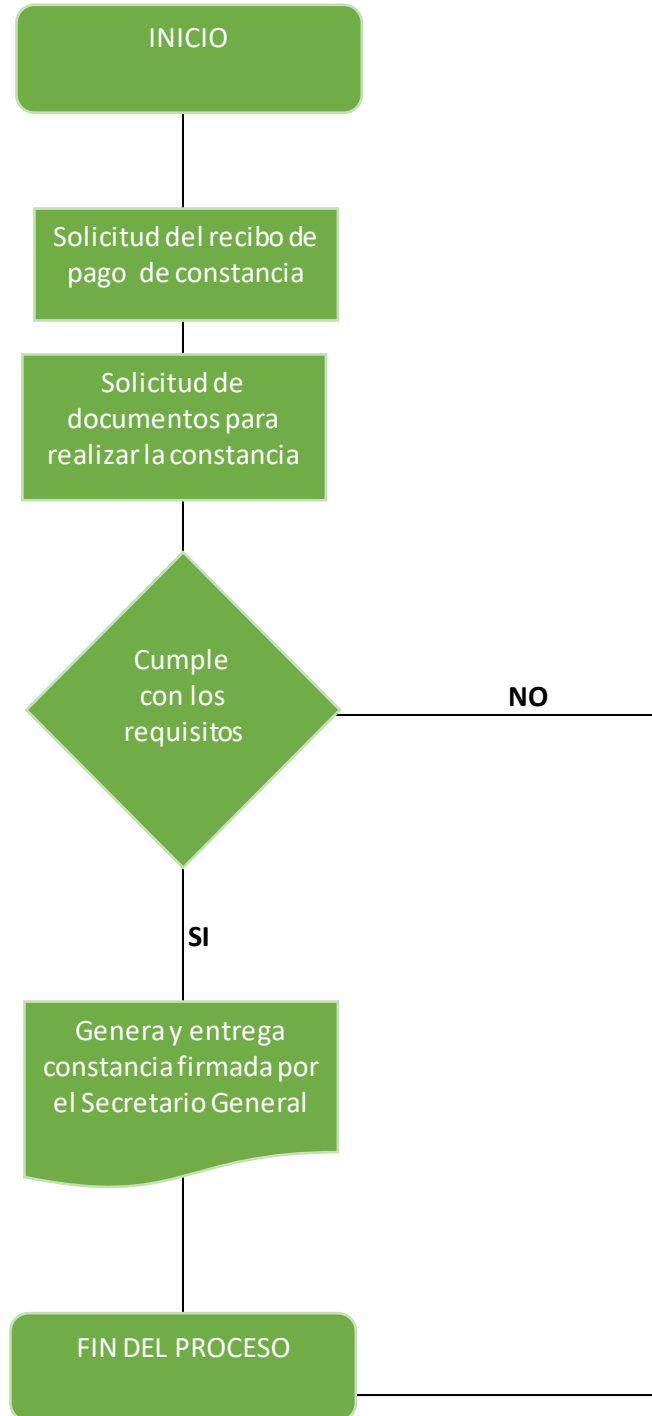 INICIO
Solicitud del recibo de
pago de constancia
Solicitud de
documentos para
realizar la constancia
Cumple
con los
requisitos
NO
SI
Genera y entrega
constancia firmada por
el Secretario General
FIN DEL PROCESO